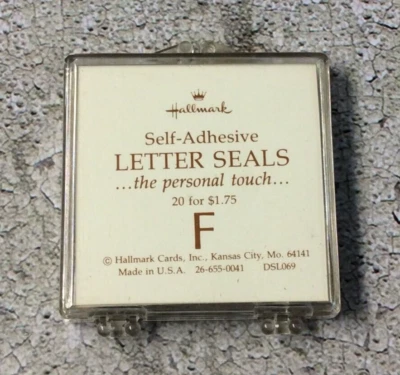 Hallmark
Self-Adhesive
LETTER SEALS
...the personal touch...
20 for $1.75
F
© Hallmark Cards, Inc., Kansas City, Mo. 64141
Made in U.S.A. 26-655-0041 DSL069